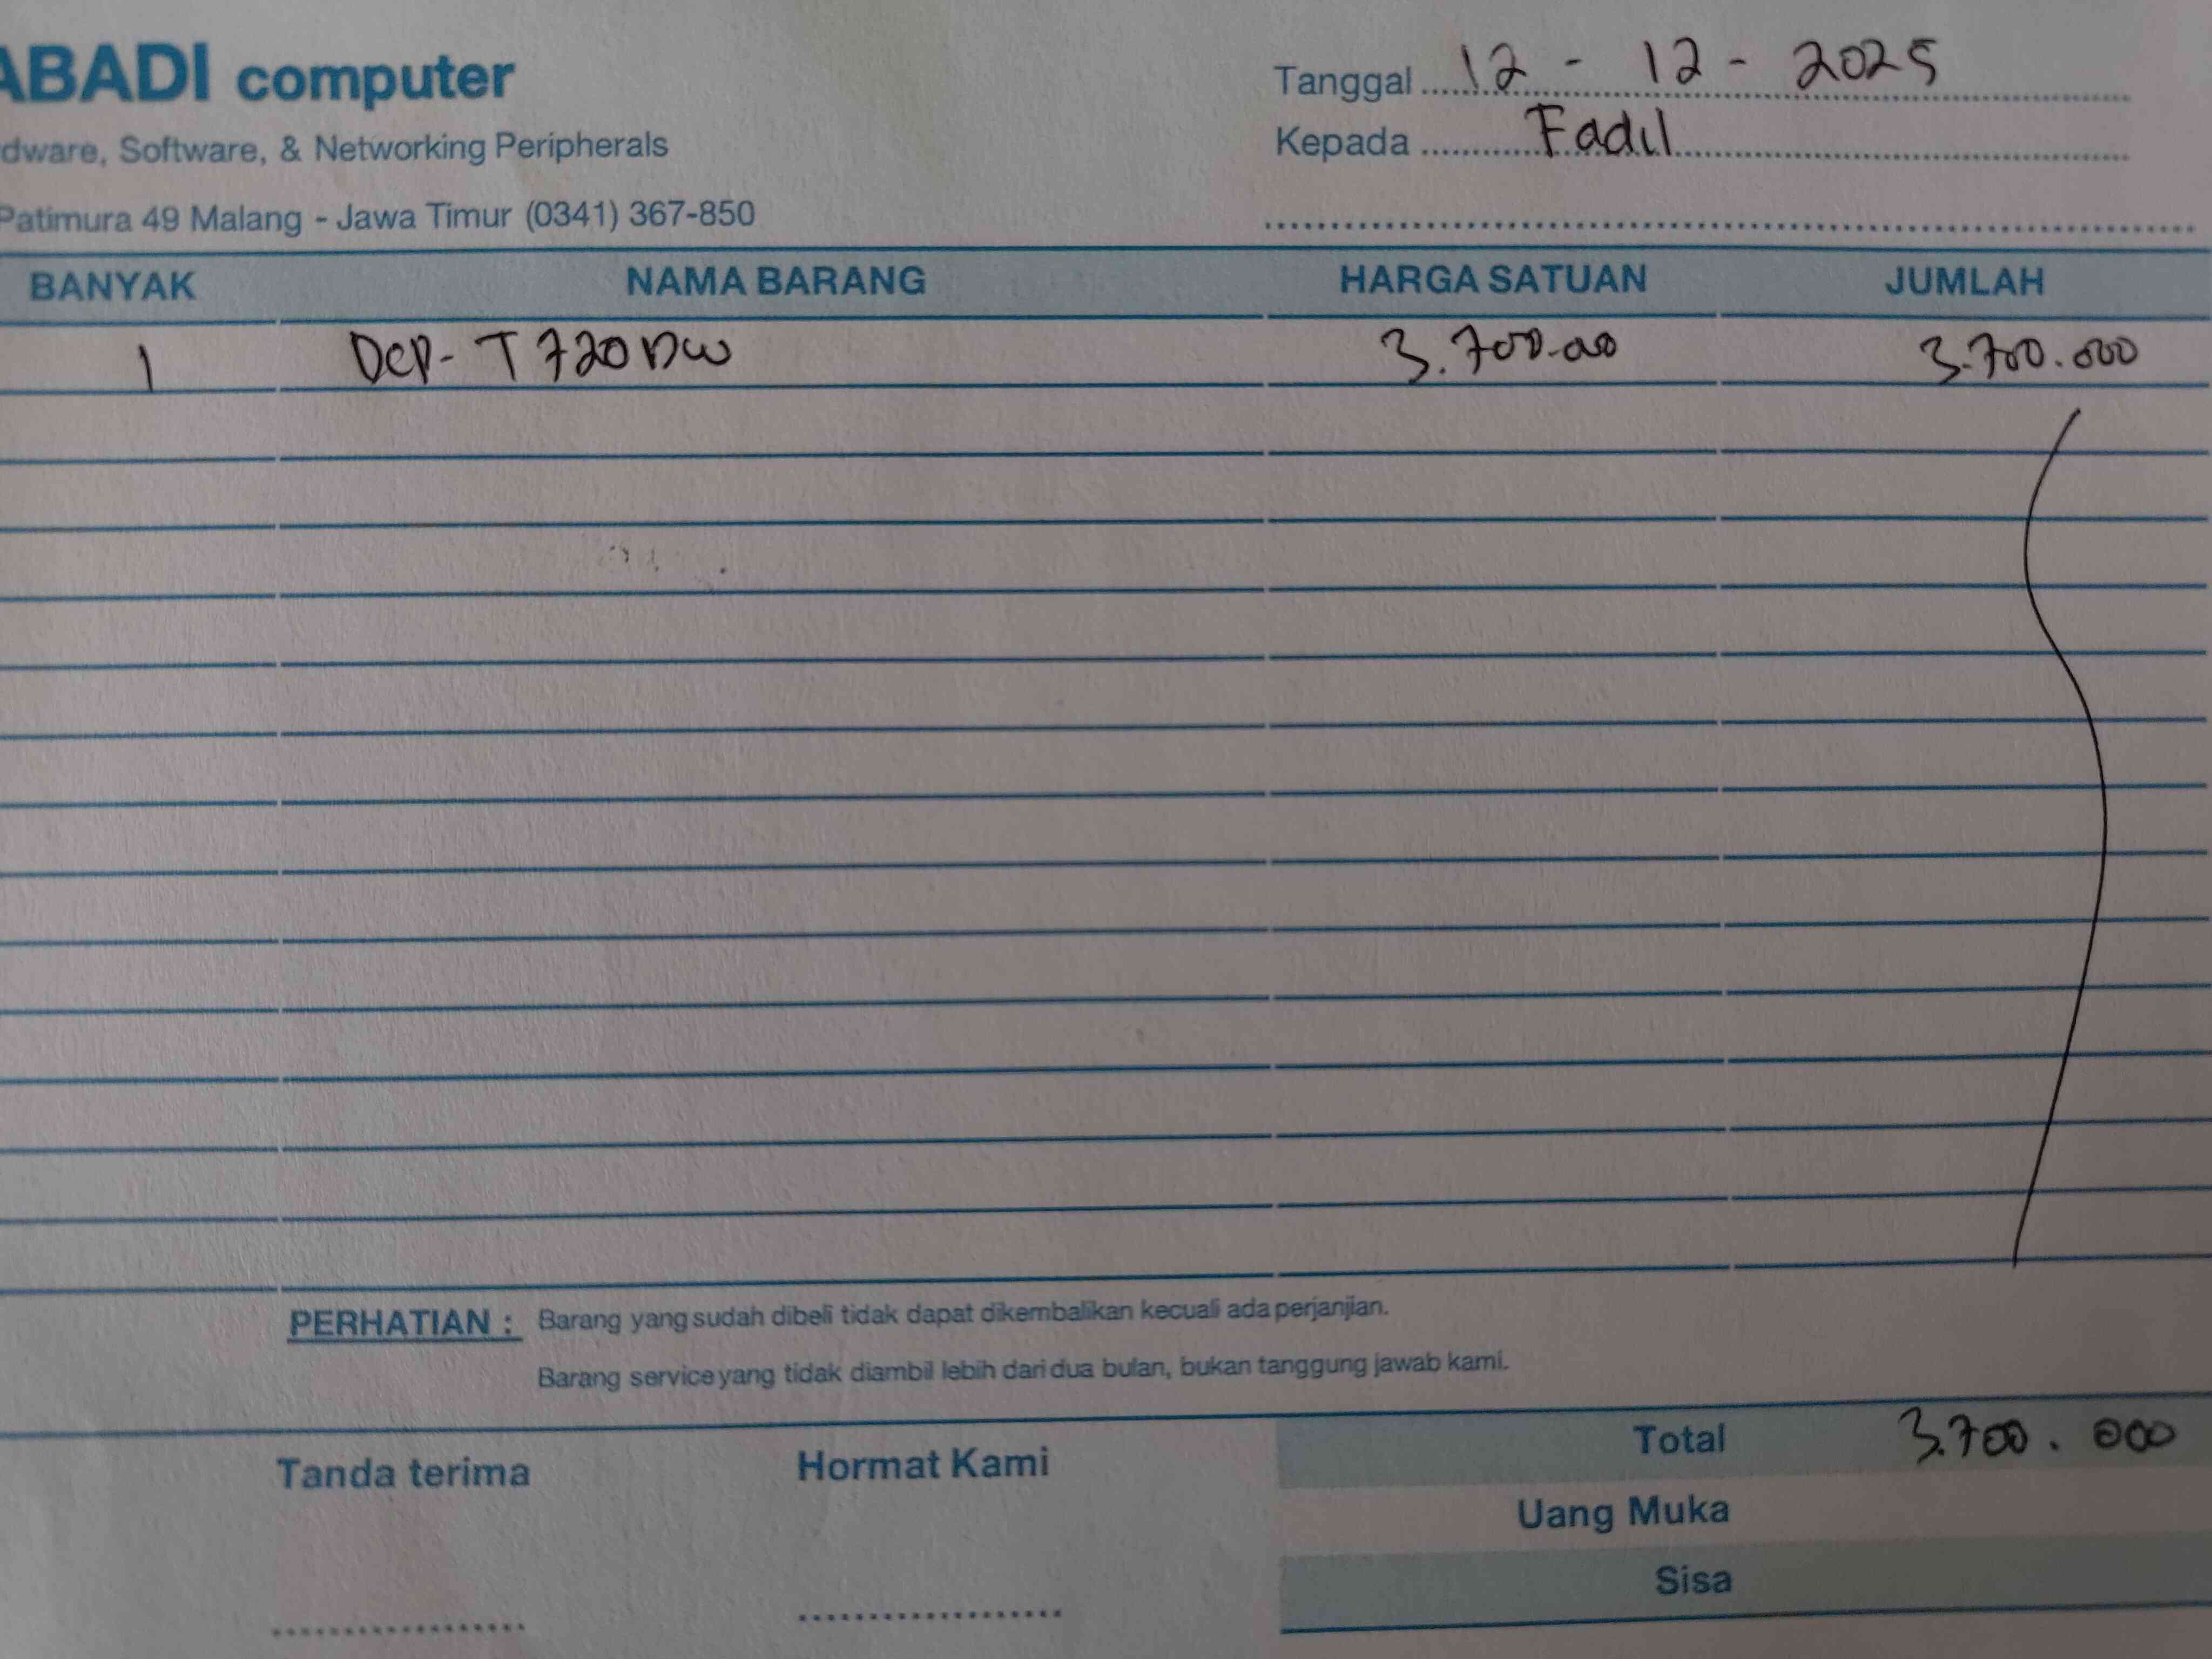 ABADI computer
dware, Software, & Networking Peripherals
Patimura 49 Malang - Jawa Timur (0341) 367-850
Tanggal 12 - 12 - 2025
Kepada Fadil
BANYAK NAMA BARANG HARGA SATUAN JUMLAH
1 DCP- T720DW 3.700.000 3.700.000
PERHATIAN : Barang yang sudah dibeli tidak dapat dikembalikan kecuali ada perjanjian.
Barang service yang tidak diambil lebih dari dua bulan, bukan tanggung jawab kami.
Tanda terima Hormat Kami
Total 3.700.000
Uang Muka
Sisa